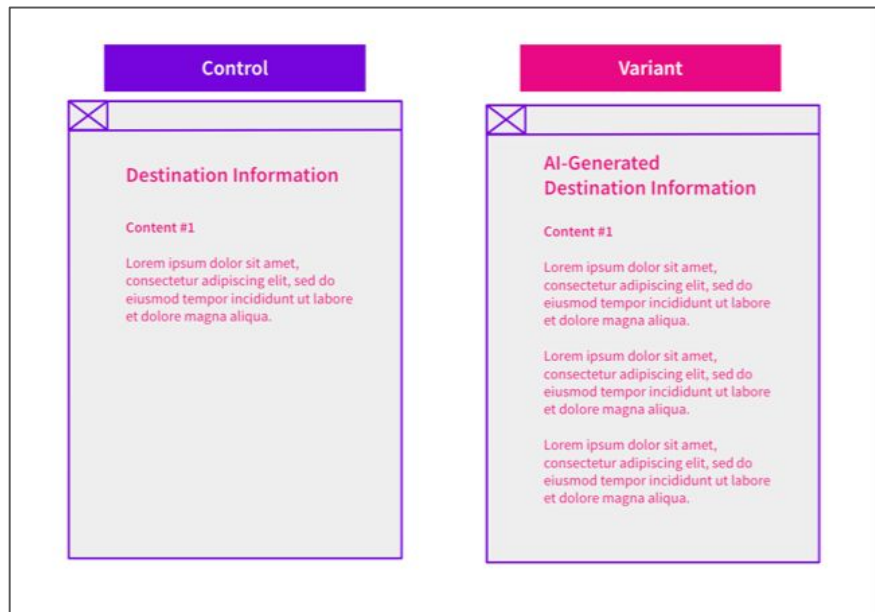 Control
Destination Information
Content #1
Lorem ipsum dolor sit amet,
consectetur adipiscing elit, sed do
eiusmod tempor incididunt ut labore
et dolore magna aliqua.
Variant
AI-Generated
Destination Information
Content #1
Lorem ipsum dolor sit amet,
consectetur adipiscing elit, sed do
eiusmod tempor incididunt ut labore
et dolore magna aliqua.
Lorem ipsum dolor sit amet,
consectetur adipiscing elit, sed do
eiusmod tempor incididunt ut labore
et dolore magna aliqua.
Lorem ipsum dolor sit amet,
consectetur adipiscing elit, sed do
eiusmod tempor incididunt ut labore
et dolore magna aliqua.